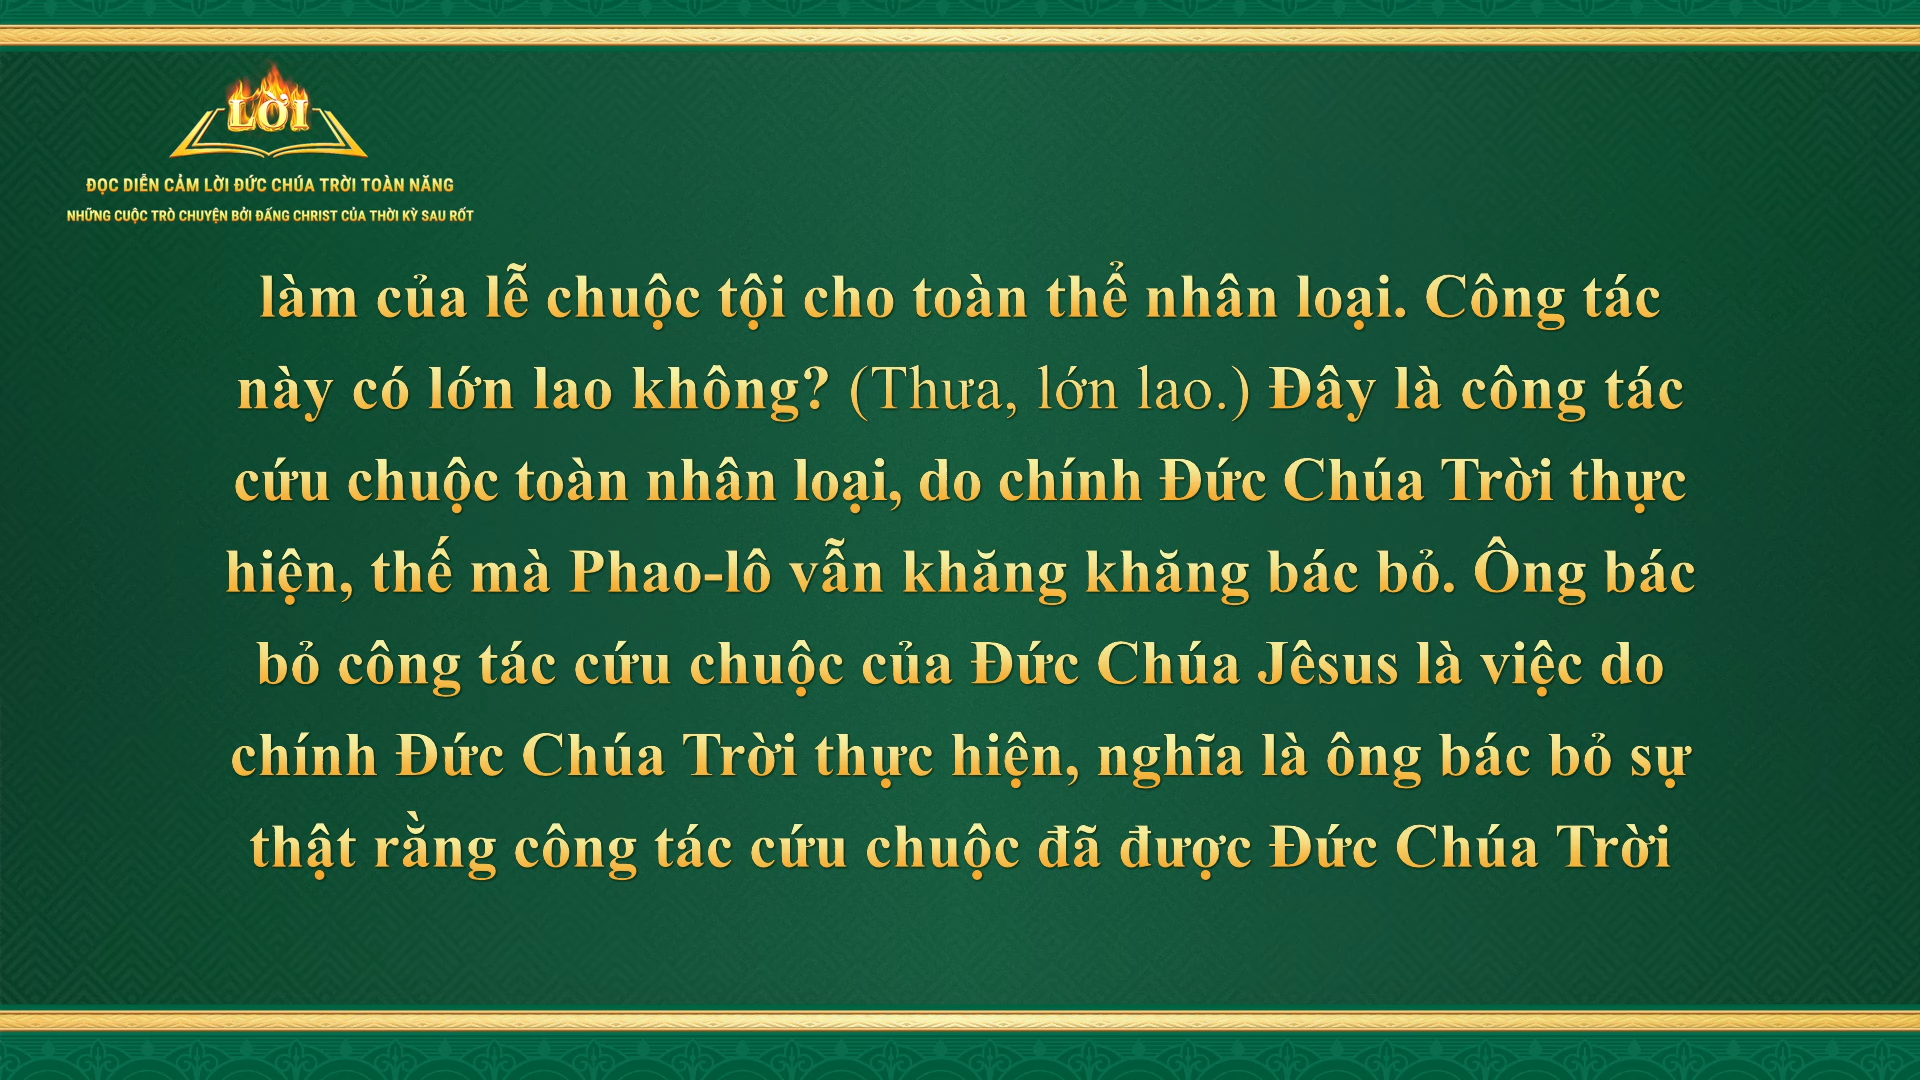 LỜI
ĐỌC DIỄN CẢM LỜI ĐỨC CHÚA TRỜI TOÀN NĂNG
NHỮNG CUỘC TRÒ CHUYỆN BỞI ĐẤNG CHRIST CỦA THỜI KỲ SAU RỐT
làm của lễ chuộc tội cho toàn thể nhân loại. Công tác
này có lớn lao không? (Thưa, lớn lao.) Đây là công tác
cứu chuộc toàn nhân loại, do chính Đức Chúa Trời thực
hiện, thế mà Phao-lô vẫn khăng khăng bác bỏ. Ông bác
bỏ công tác cứu chuộc của Đức Chúa Jêsus là việc do
chính Đức Chúa Trời thực hiện, nghĩa là ông bác bỏ sự
thật rằng công tác cứu chuộc đã được Đức Chúa Trời